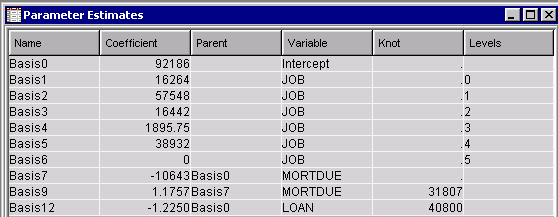 Parameter Estimates
Name Coefficient Parent Variable Knot Levels
Basis0 92186 Intercept .
Basis1 16264 JOB .0
Basis2 57548 JOB .1
Basis3 16442 JOB .2
Basis4 1895.75 JOB .3
Basis5 38932 JOB .4
Basis6 0 JOB .5
Basis7 -10643 Basis0 MORTDUE .
Basis9 1.1757 Basis7 MORTDUE 31807
Basis12 -1.2250 Basis0 LOAN 40800